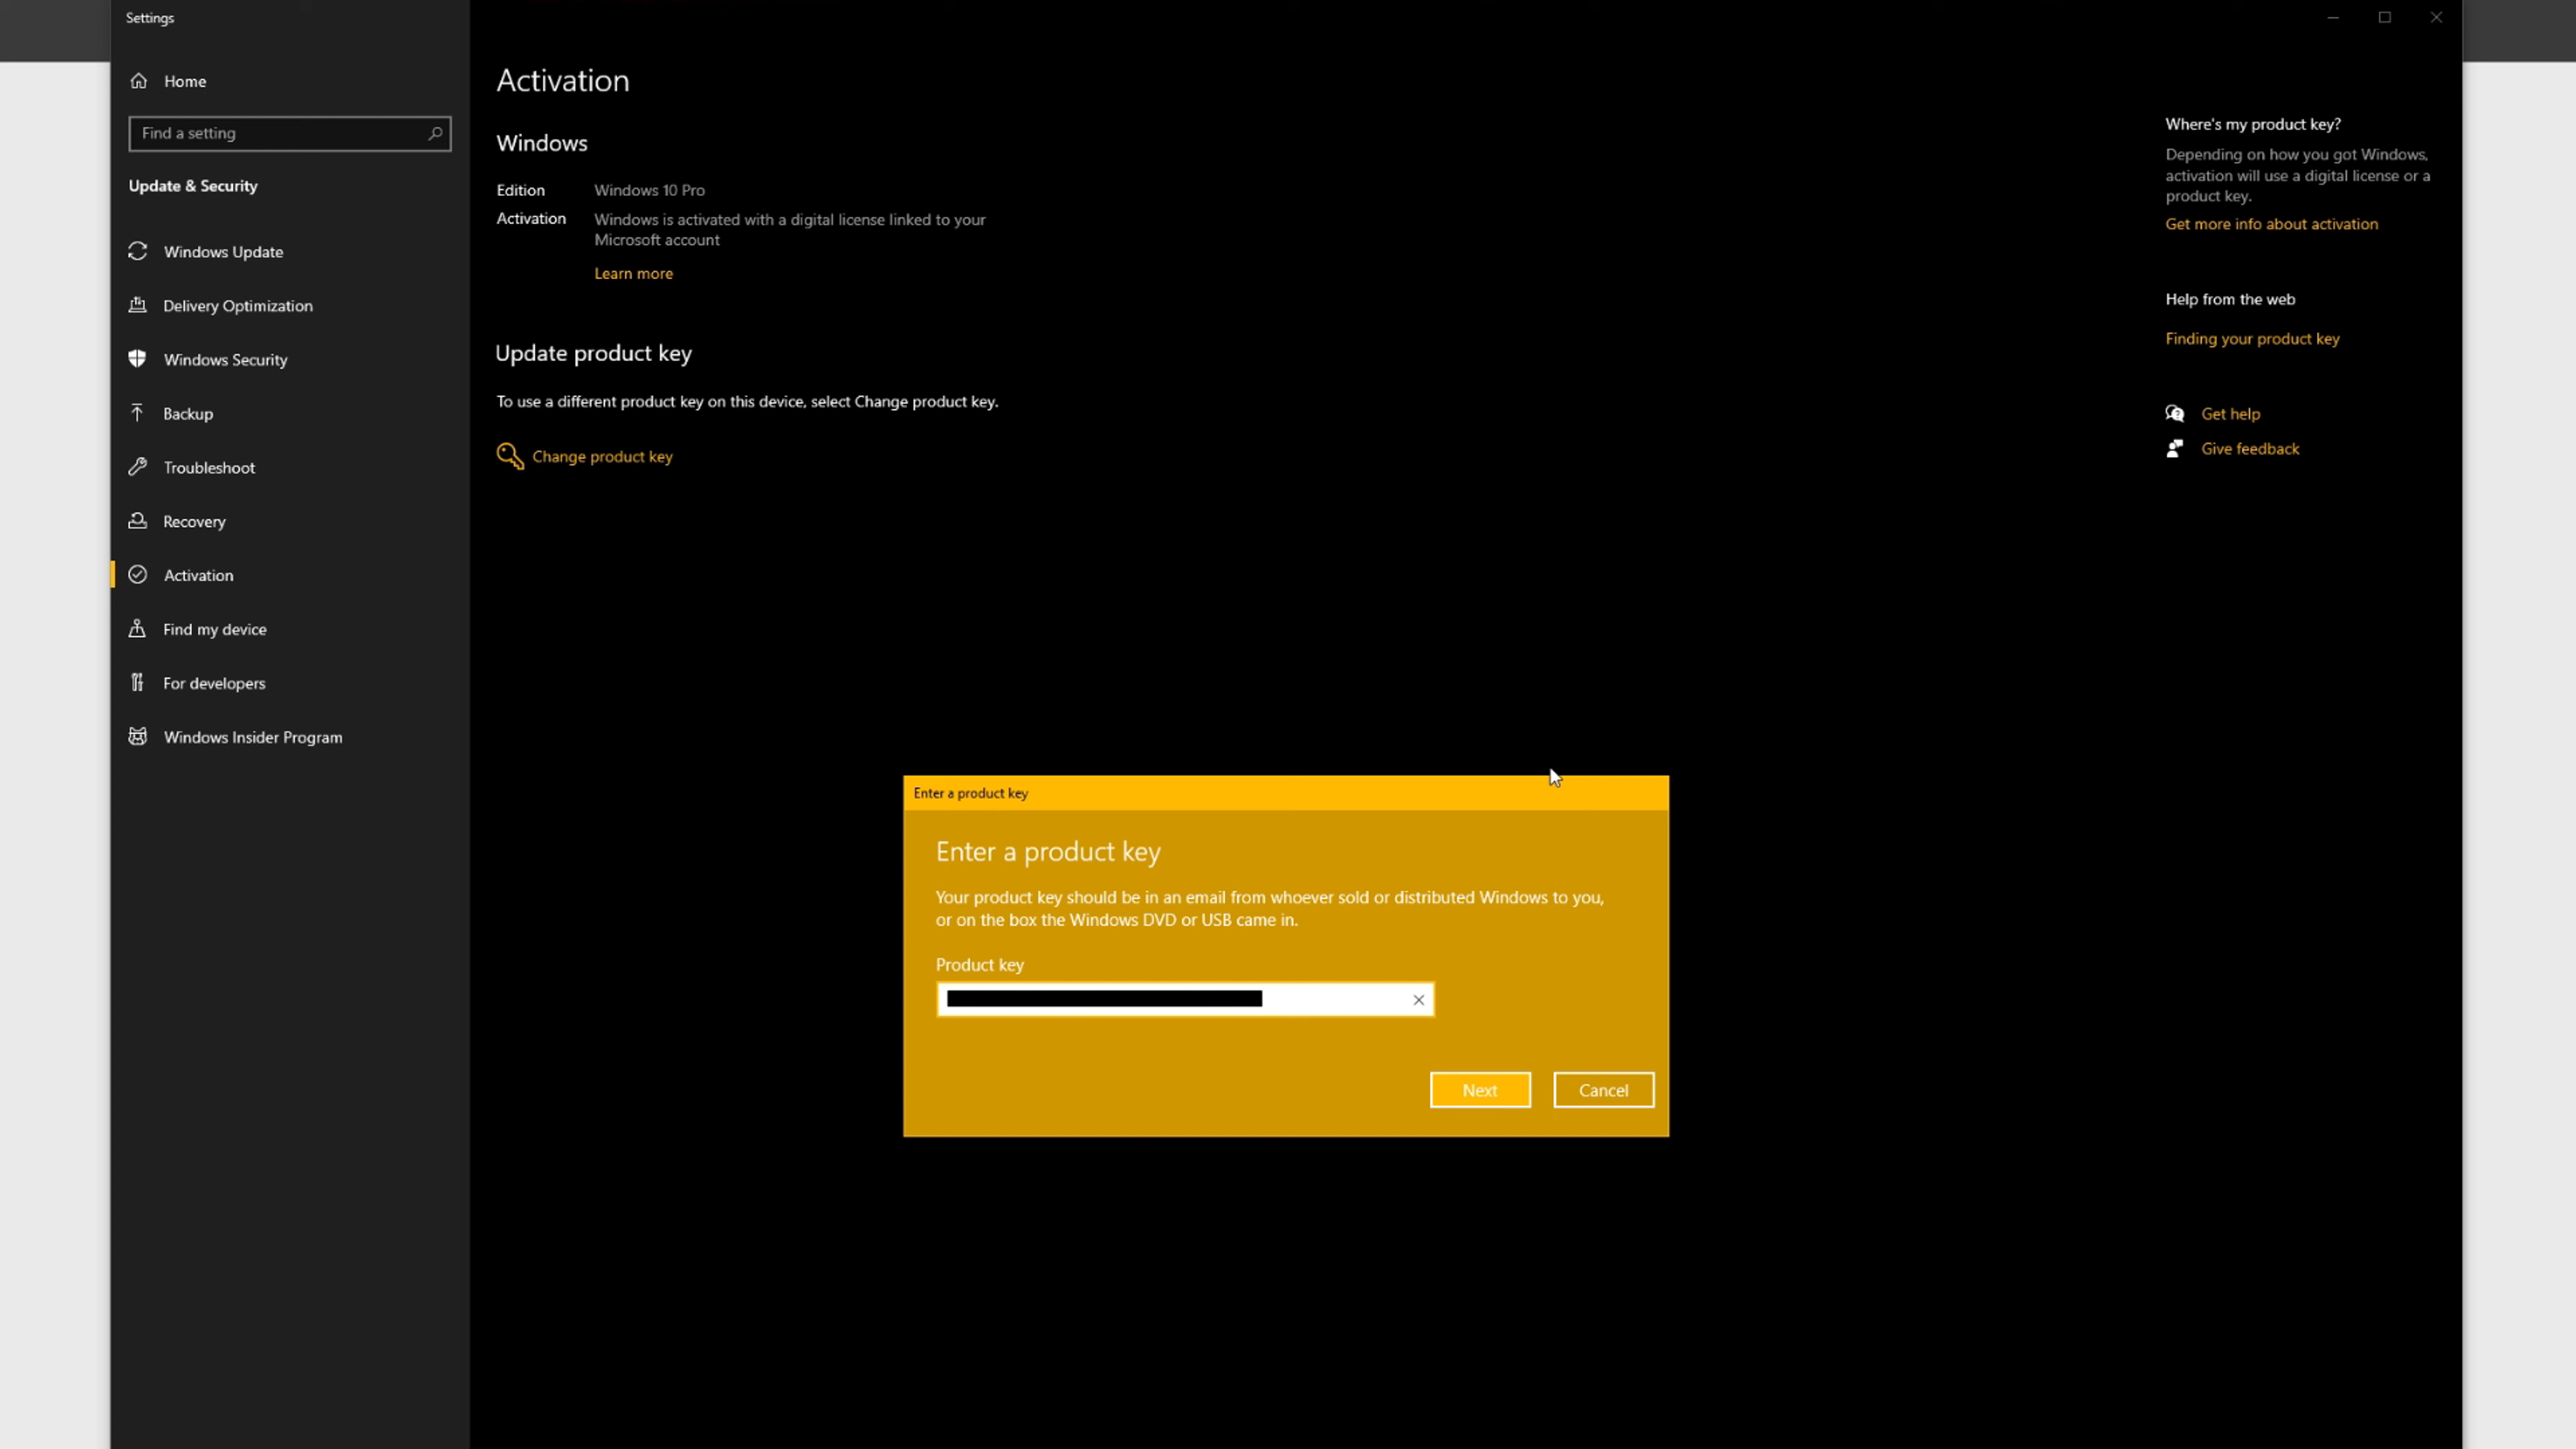 Settings
Home
Find a setting
Update & Security
Windows Update
Delivery Optimization
Windows Security
Backup
Troubleshoot
Recovery
Activation
Find my device
For developers
Windows Insider Program
Activation
Windows
Edition Windows 10 Pro
Activation Windows is activated with a digital license linked to your
Microsoft account
Learn more
Update product key
To use a different product key on this device, select Change product key.
Change product key
Where's my product key?
Depending on how you got Windows,
activation will use a digital license or a
product key.
Get more info about activation
Help from the web
Finding your product key
Get help
Give feedback
Enter a product key
Enter a product key
Your product key should be in an email from whoever sold or distributed Windows to you,
or on the box the Windows DVD or USB came in.
Product key
Next Cancel